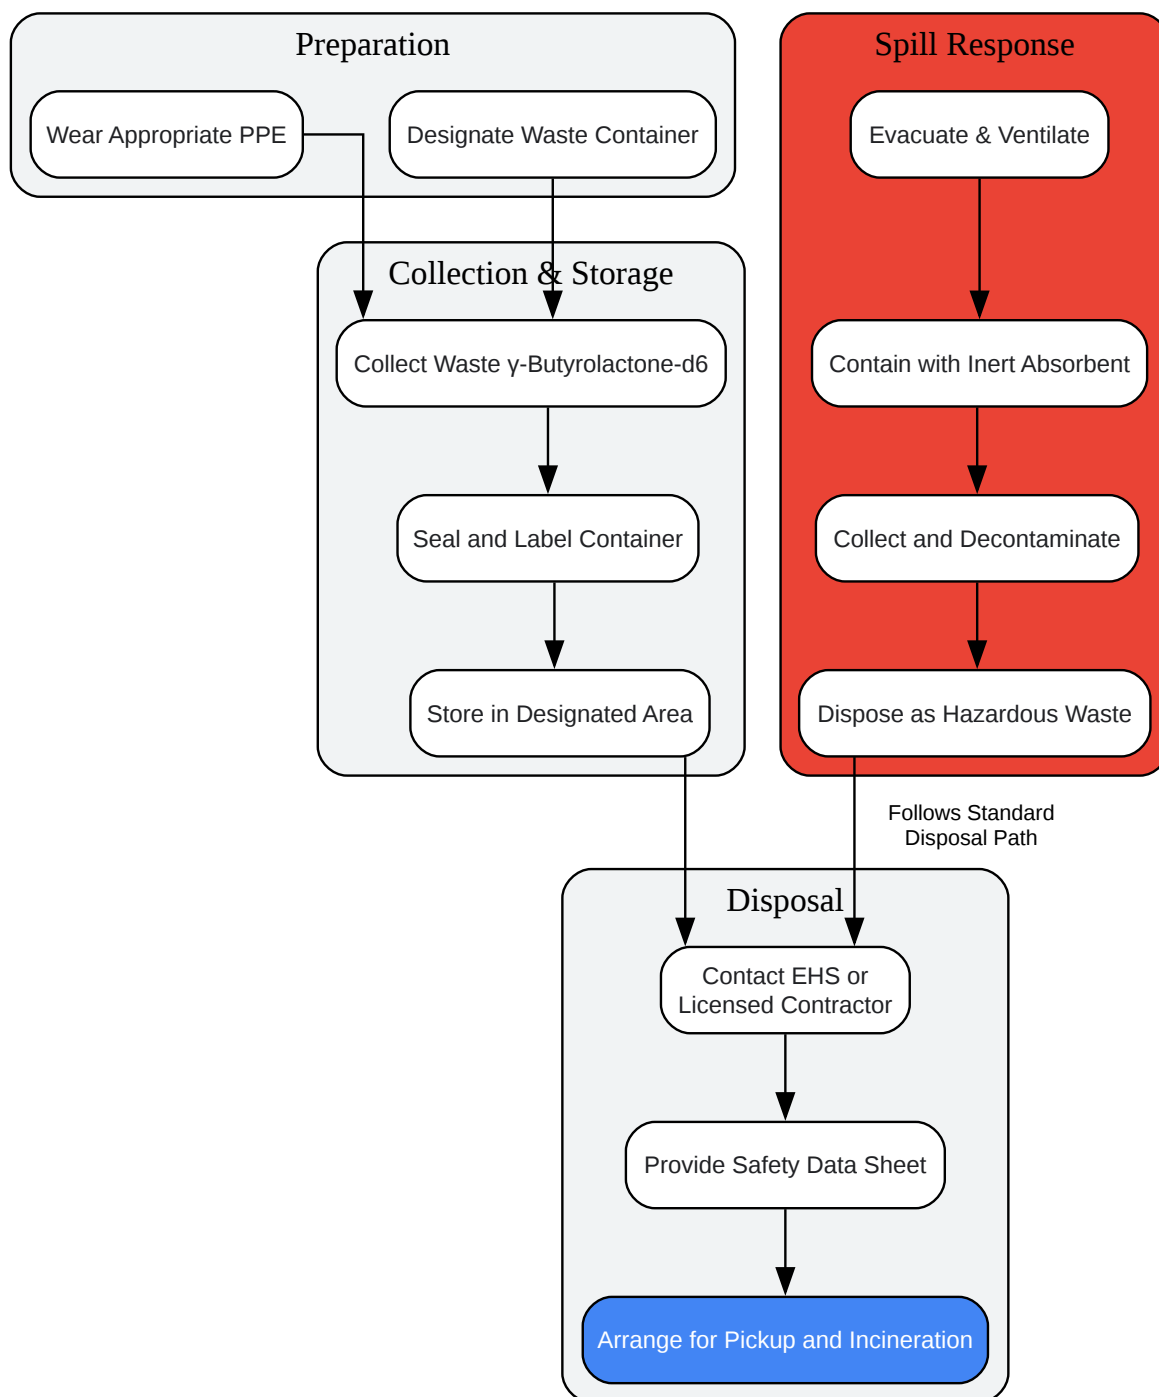 Preparation
Wear Appropriate PPE
Designate Waste Container
Collection & Storage
Collect Waste γ-Butyrolactone-d6
Seal and Label Container
Store in Designated Area
Spill Response
Evacuate & Ventilate
Contain with Inert Absorbent
Collect and Decontaminate
Dispose as Hazardous Waste
Follows Standard
Disposal Path
Disposal
Contact EHS or
Licensed Contractor
Provide Safety Data Sheet
Arrange for Pickup and Incineration